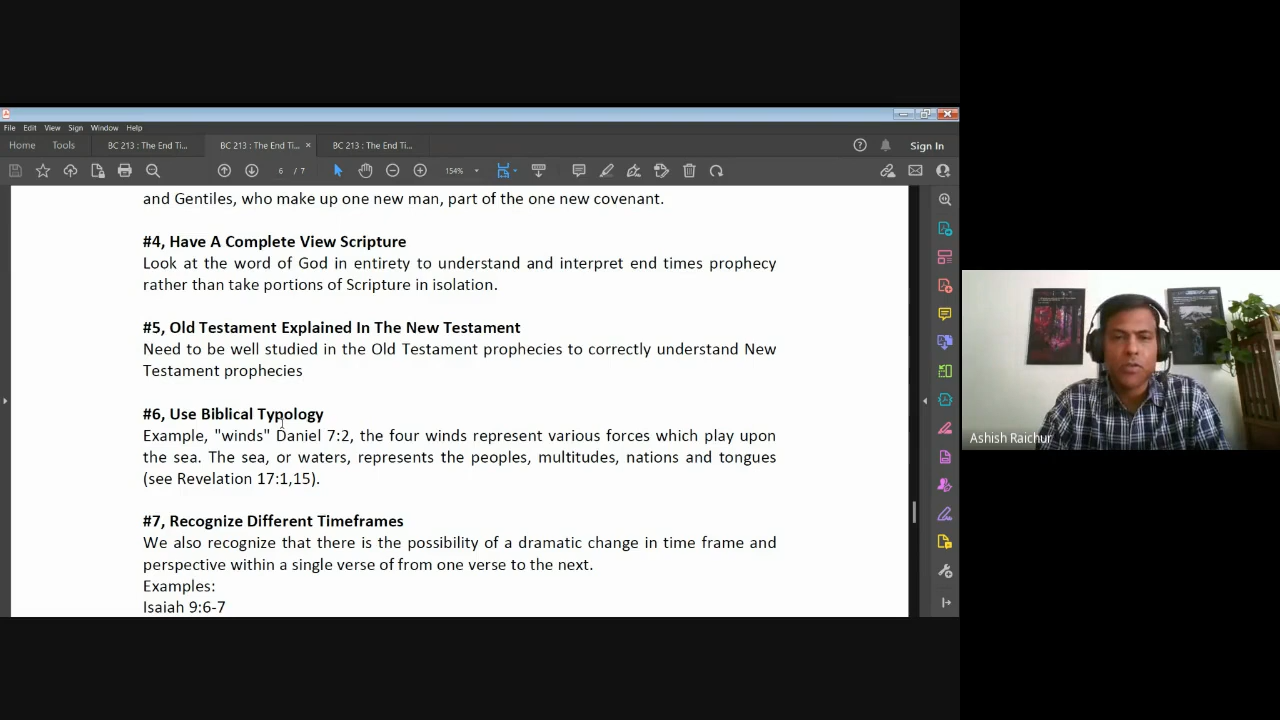 File Edit View Sign Window Help
Home Tools BC 213 : The End Ti... BC 213 : The End Ti... × BC 213 : The End Ti... Sign In
6 / 7 154%
and Gentiles, who make up one new man, part of the one new covenant.
#4, Have A Complete View Scripture
Look at the word of God in entirety to understand and interpret end times prophecy
rather than take portions of Scripture in isolation.
#5, Old Testament Explained In The New Testament
Need to be well studied in the Old Testament prophecies to correctly understand New
Testament prophecies
#6, Use Biblical Typology
Example, "winds" Daniel 7:2, the four winds represent various forces which play upon
the sea. The sea, or waters, represents the peoples, multitudes, nations and tongues
(see Revelation 17:1,15).
#7, Recognize Different Timeframes
We also recognize that there is the possibility of a dramatic change in time frame and
perspective within a single verse of from one verse to the next.
Examples:
Isaiah 9:6-7
Ashish Raichur